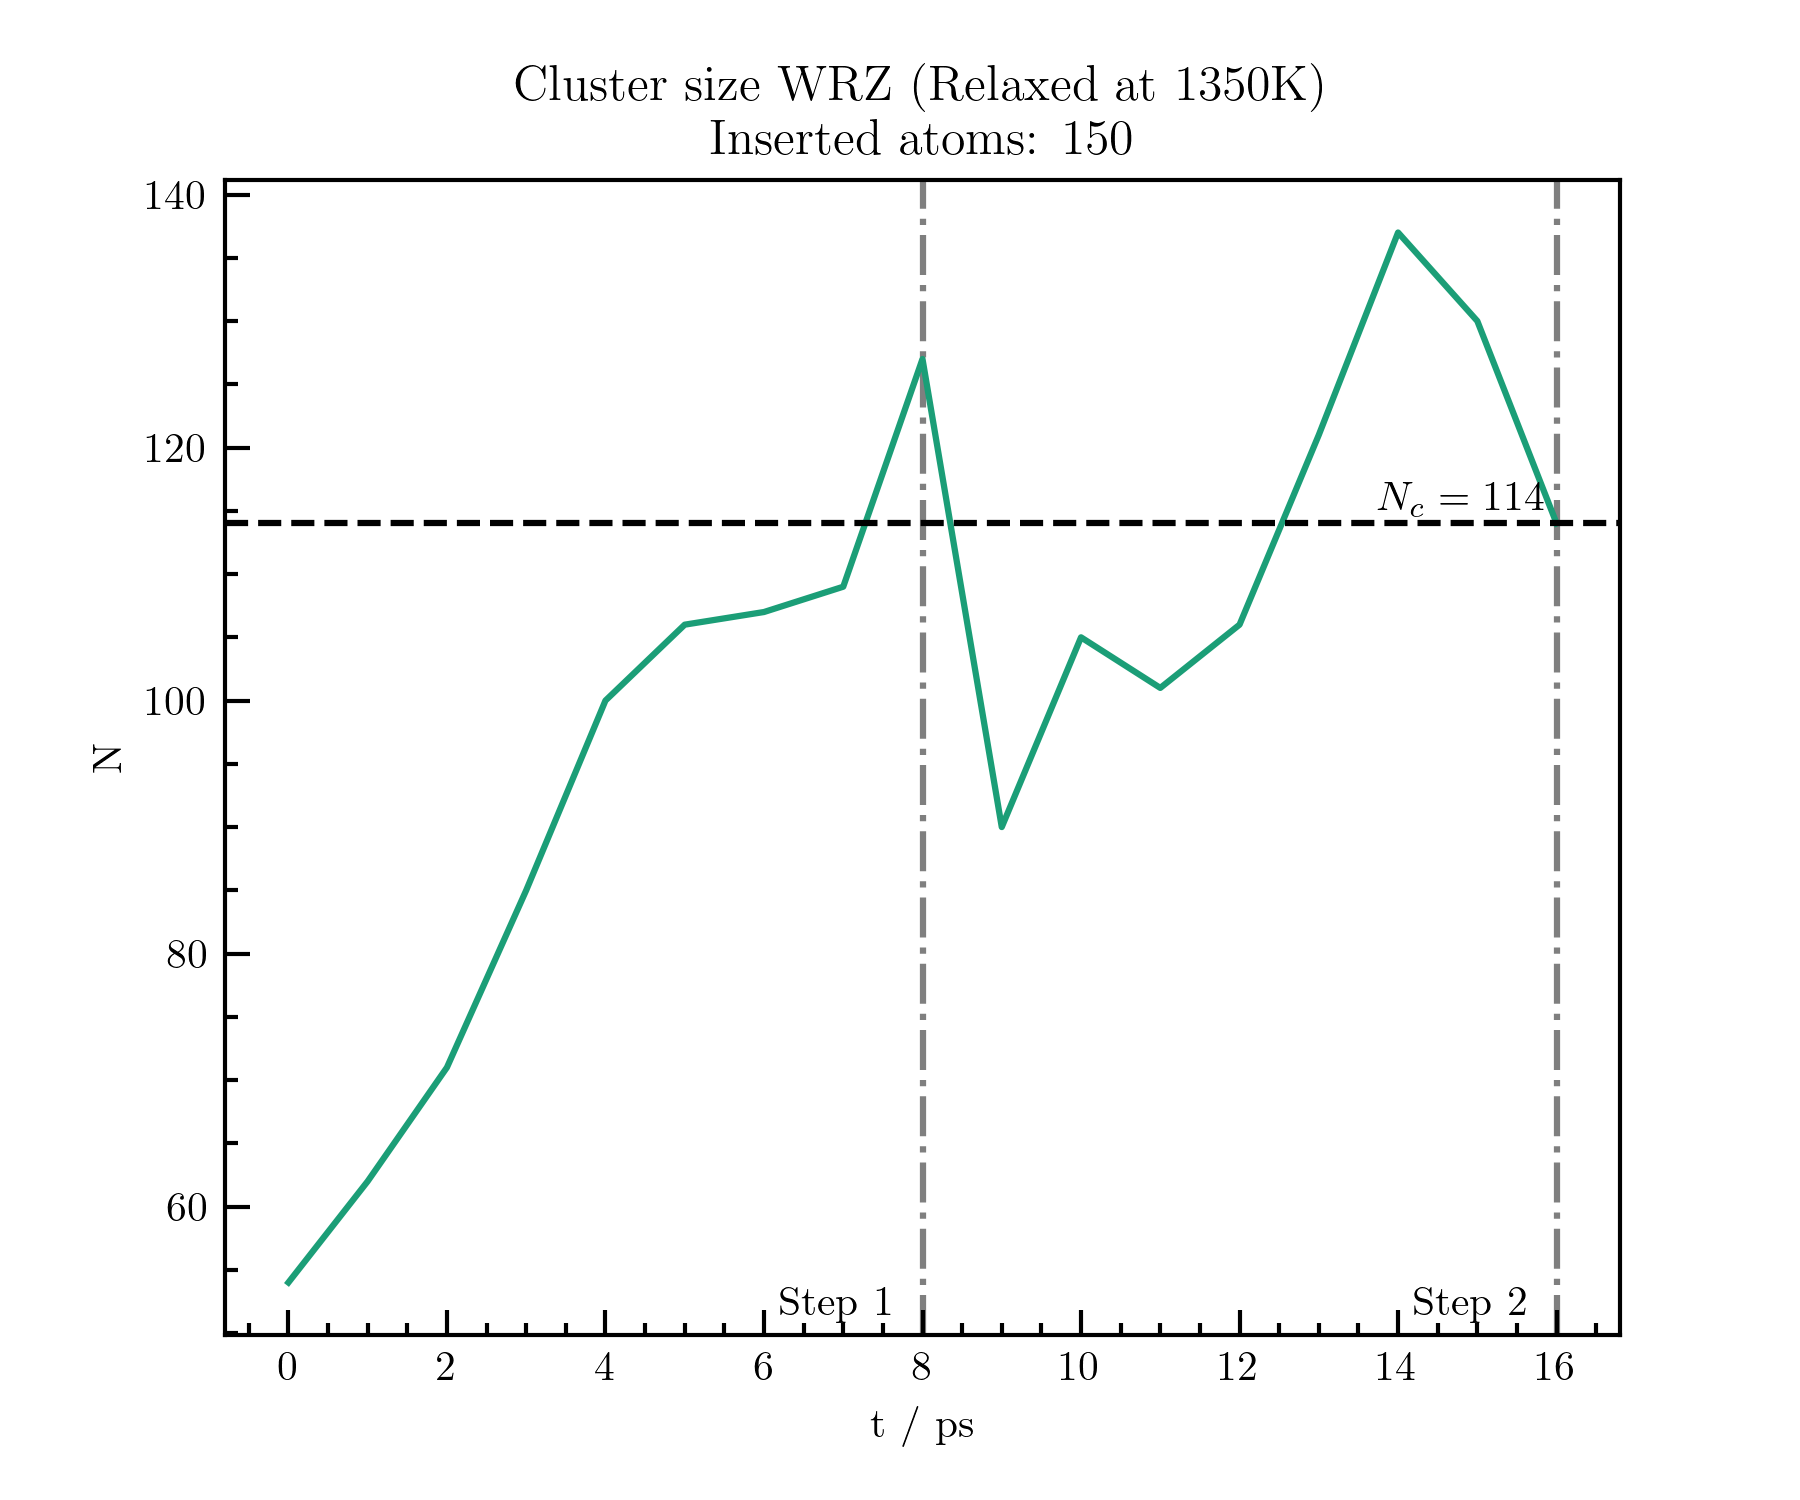 Cluster size WRZ (Relaxed at 1350K)
Inserted atoms: 150
140
120
100
80
60
N
N_c = 114
Step 1
Step 2
0 2 4 6 8 10 12 14 16
t / ps